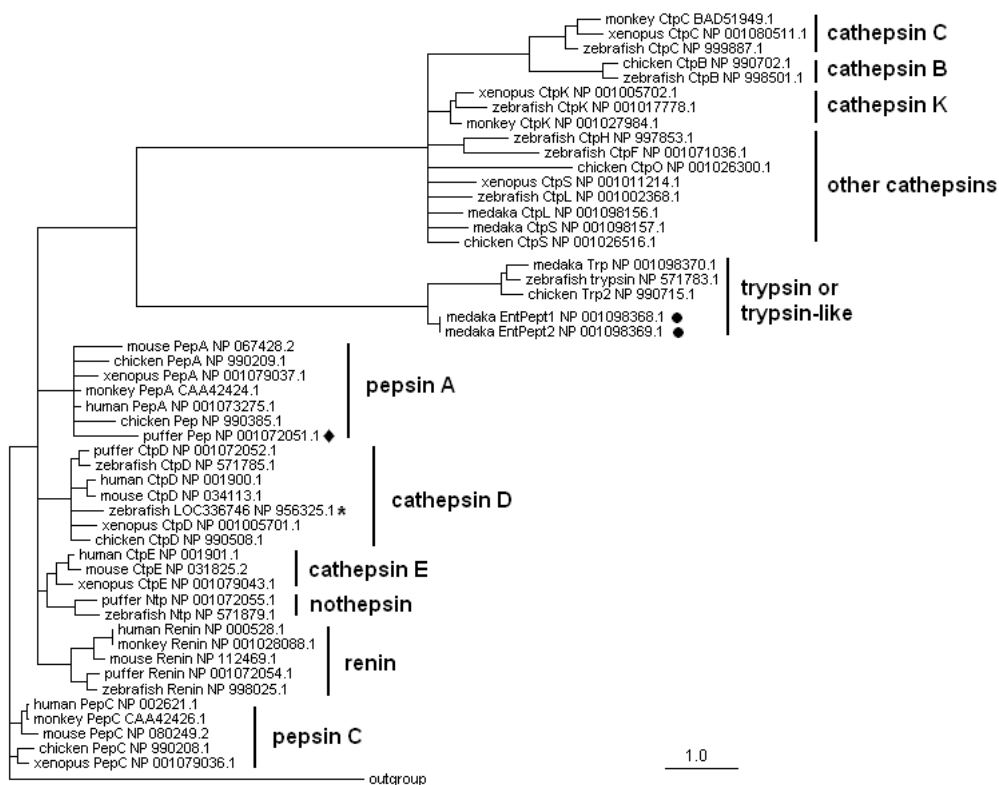 monkey CtpC BAD51949.1
xenopus CtpC NP 001080511.1
zebrafish CtpC NP 999887.1
cathepsin C
chicken CtpB NP 990702.1
zebrafish CtpB NP 998501.1
cathepsin B
xenopus CtpK NP 001005702.1
zebrafish CtpK NP 001017778.1
monkey CtpK NP 001027984.1
cathepsin K
zebrafish CtpH NP 997853.1
zebrafish CtpF NP 001071036.1
chicken CtpO NP 001026300.1
xenopus CtpS NP 001011214.1
zebrafish CtpL NP 001002368.1
medaka CtpL NP 001098156.1
medaka CtpS NP 001098157.1
chicken CtpS NP 001026516.1
other cathepsins
medaka Trp NP 001098370.1
zebrafish trypsin NP 571783.1
chicken Trp2 NP 990715.1
medaka EntPept1 NP 001098368.1 ●
medaka EntPept2 NP 001098369.1 ●
trypsin or
trypsin-like
mouse PepA NP 067428.2
chicken PepA NP 990209.1
xenopus PepA NP 001079037.1
monkey PepA CAA42424.1
human PepA NP 001073275.1
chicken Pep NP 990385.1
puffer Pep NP 001072051.1 ◆
pepsin A
puffer CtpD NP 001072052.1
zebrafish CtpD NP 571785.1
human CtpD NP 001900.1
mouse CtpD NP 034113.1
zebrafish LOC336746 NP 956325.1 *
xenopus CtpD NP 001005701.1
chicken CtpD NP 990508.1
cathepsin D
human CtpE NP 001901.1
mouse CtpE NP 031825.2
xenopus CtpE NP 001079043.1
cathepsin E
puffer Ntp NP 001072055.1
zebrafish Ntp NP 571879.1
nothepsin
human Renin NP 000528.1
monkey Renin NP 001028088.1
mouse Renin NP 112469.1
puffer Renin NP 001072054.1
zebrafish Renin NP 998025.1
renin
human PepC NP 002621.1
monkey PepC CAA42426.1
mouse PepC NP 080249.2
chicken PepC NP 990208.1
xenopus PepC NP 001079036.1
pepsin C
outgroup
1.0